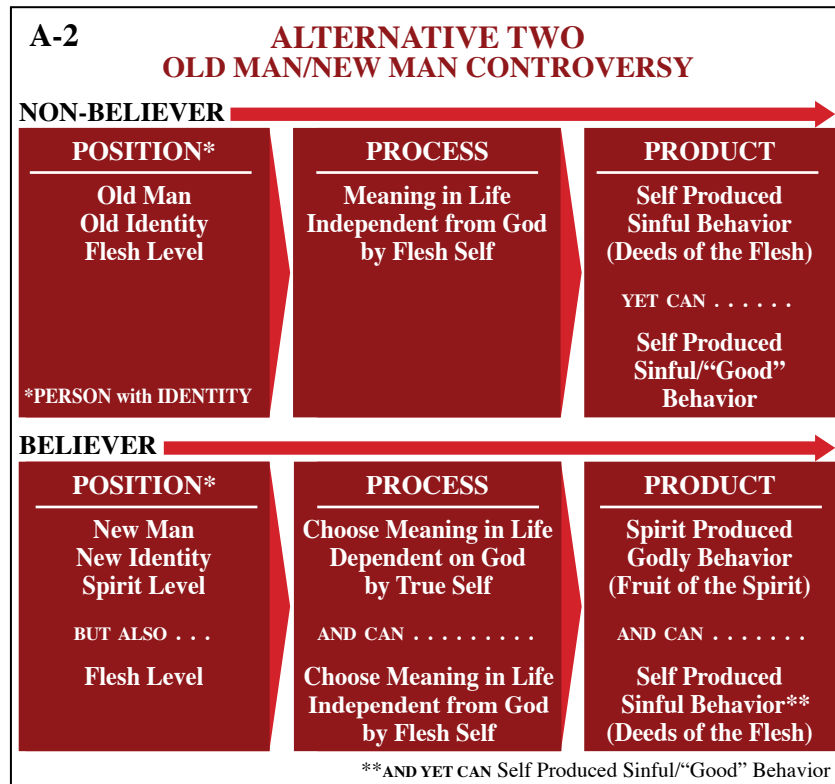 A-2
ALTERNATIVE TWO
OLD MAN/NEW MAN CONTROVERSY
NON-BELIEVER
POSITION*
Old Man
Old Identity
Flesh Level
*PERSON with IDENTITY
PROCESS
Meaning in Life
Independent from God
by Flesh Self
PRODUCT
Self Produced
Sinful Behavior
(Deeds of the Flesh)
YET CAN . . . . . .
Self Produced
Sinful/“Good”
Behavior
BELIEVER
POSITION*
New Man
New Identity
Spirit Level
BUT ALSO . . .
Flesh Level
PROCESS
Choose Meaning in Life
Dependent on God
by True Self
AND CAN . . . . . . . . . .
Choose Meaning in Life
Independent from God
by Flesh Self
PRODUCT
Spirit Produced
Godly Behavior
(Fruit of the Spirit)
AND CAN . . . . . . .
Self Produced
Sinful Behavior**
(Deeds of the Flesh)
**AND YET CAN Self Produced Sinful/“Good” Behavior